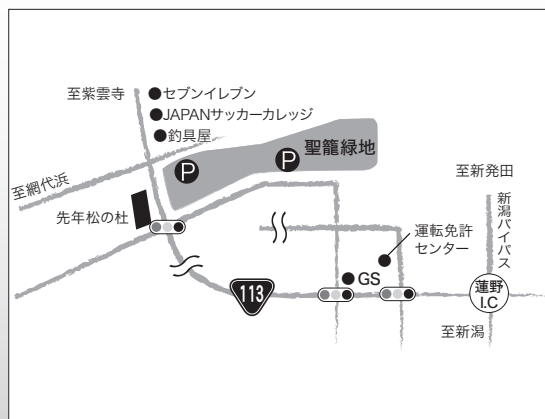 至紫雲寺
セブンイレブン
JAPANサッカーカレッジ
釣具屋
P
P
聖籠緑地
至網代浜
先年松の杜
至新発田
新潟バイパス
運転免許
センター
GS
113
蓮野
I.C
至新潟